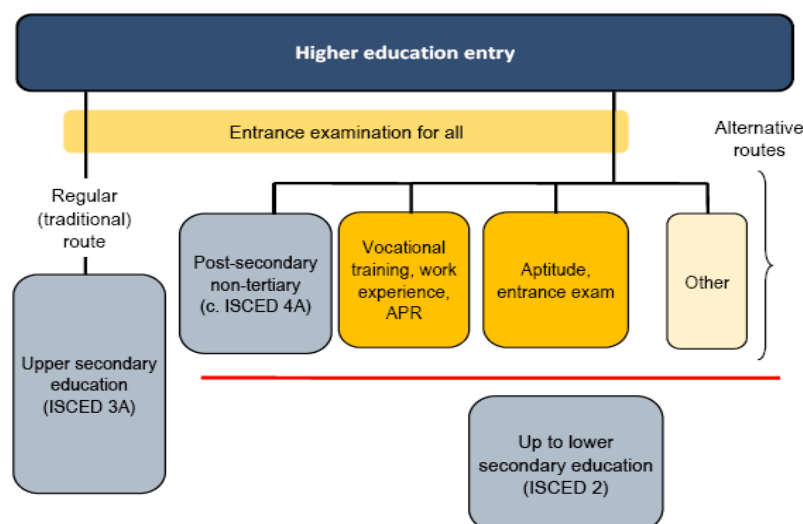 Higher education entry
Entrance examination for all
Alternative
routes
Regular
(traditional)
route
Post-secondary
non-tertiary
(c. ISCED 4A)
Vocational
training, work
experience,
APR
Aptitude,
entrance exam
Other
Upper secondary
education
(ISCED 3A)
Up to lower
secondary education
(ISCED 2)